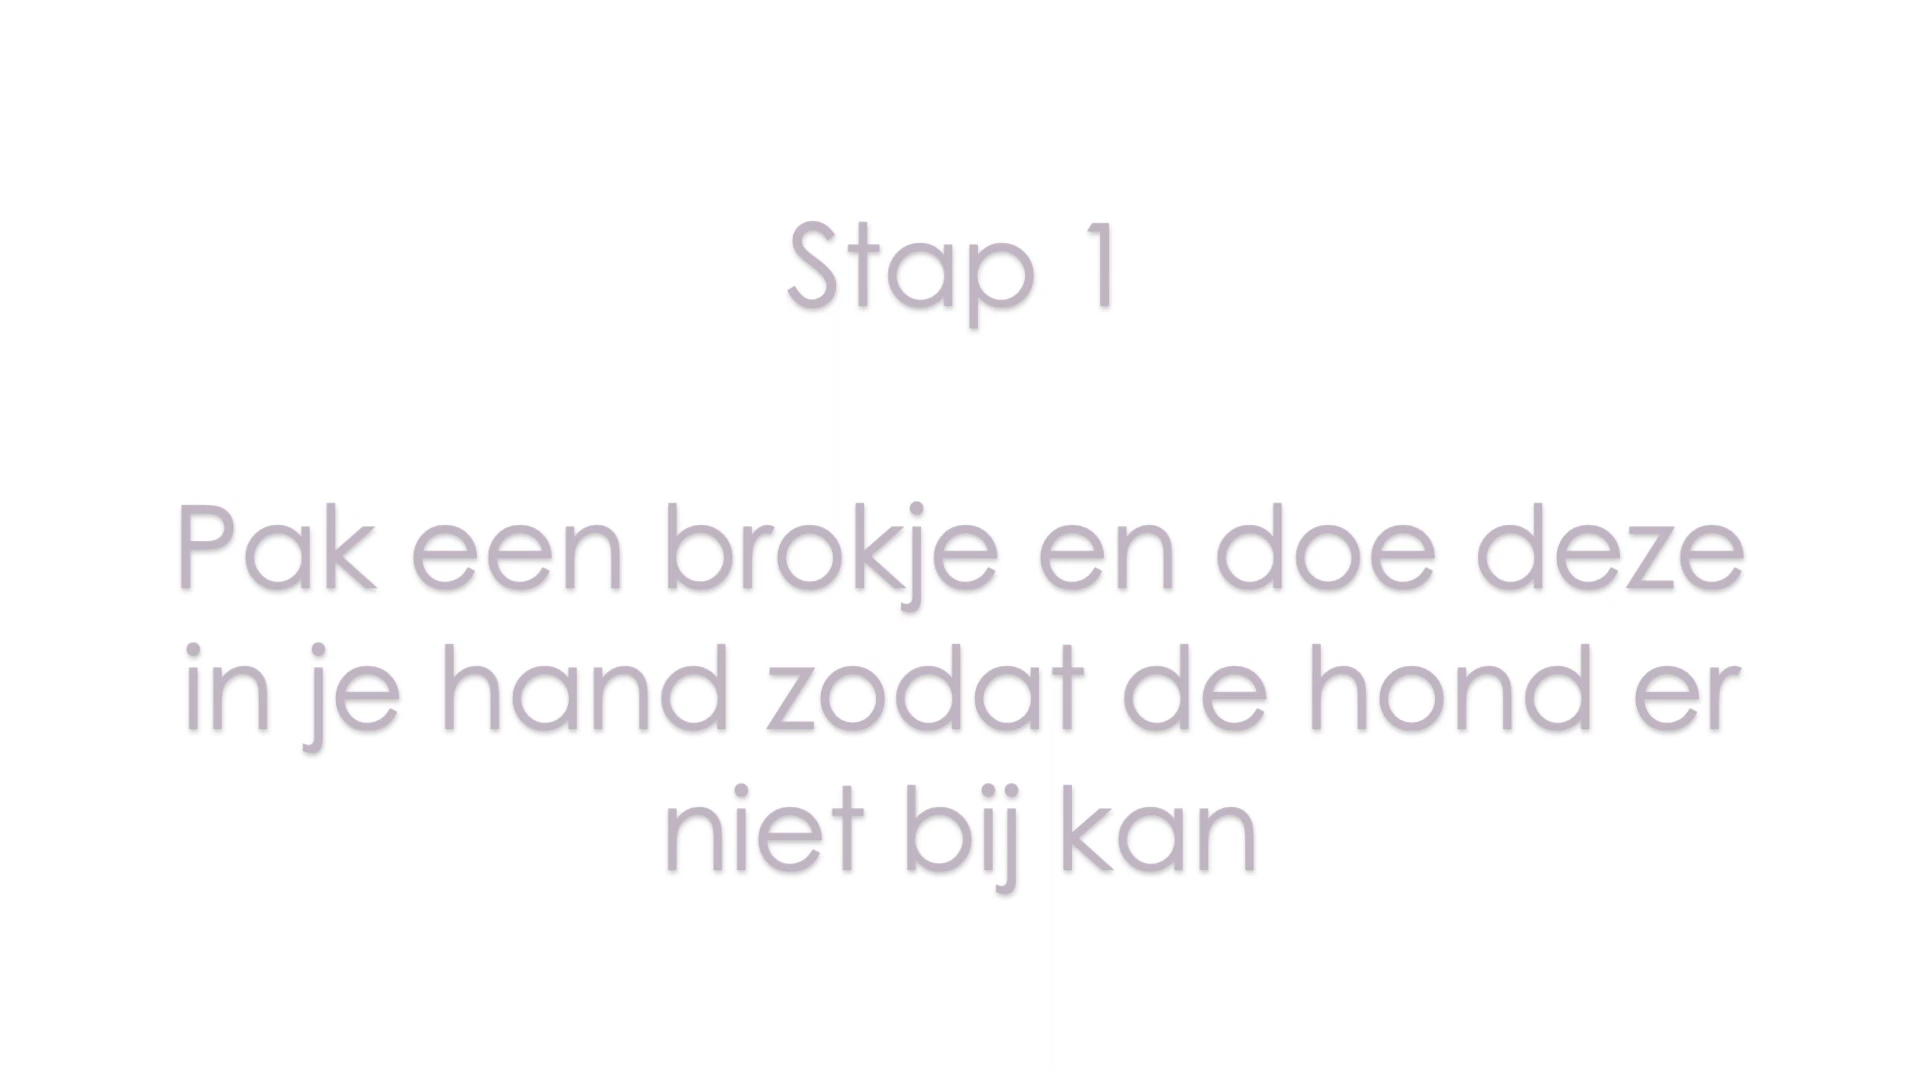 Stap 1
Pak een brokje en doe deze
in je hand zodat de hond er
niet bij kan